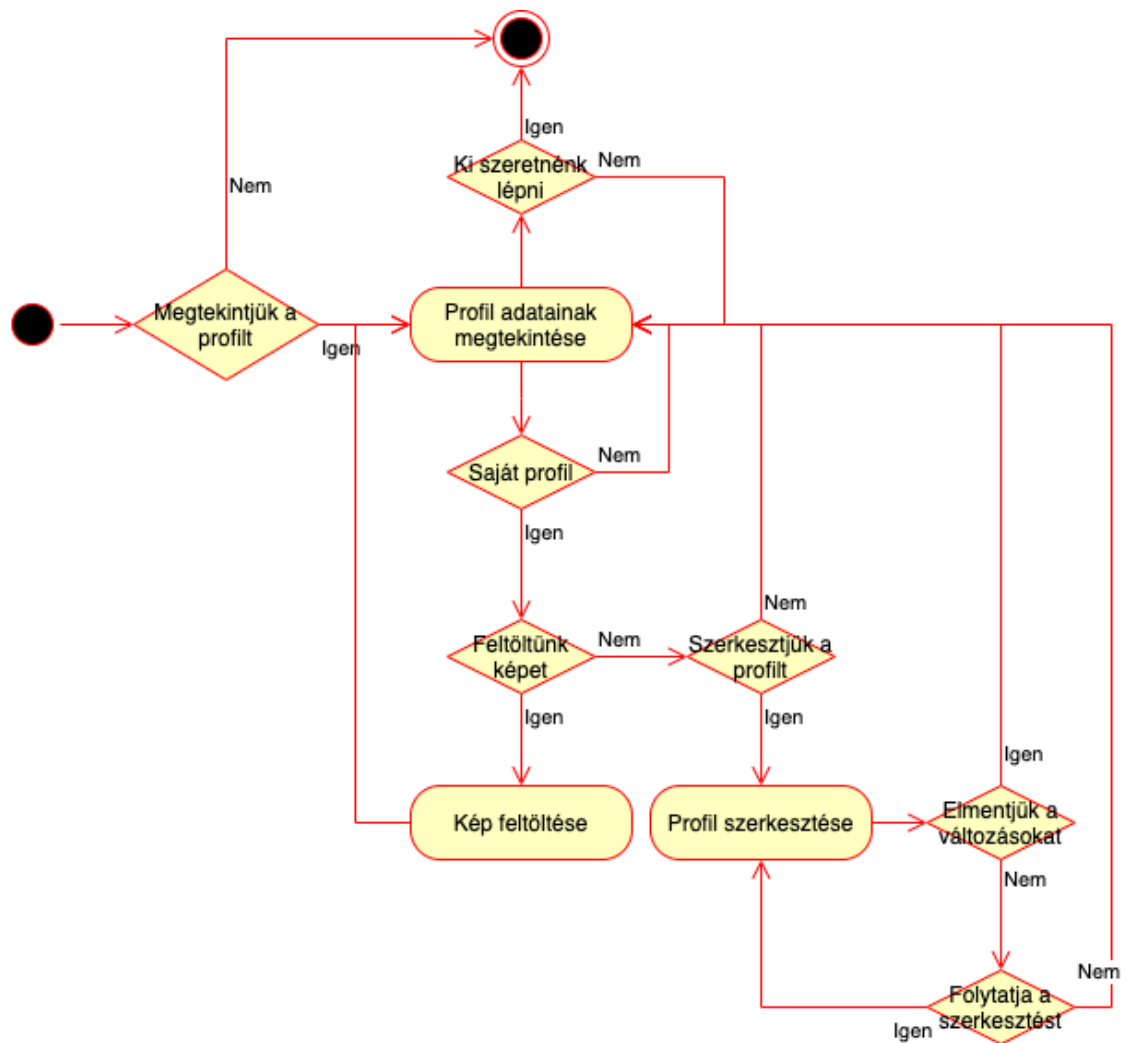 Igen
Ki szeretnénk
lépni
Nem
Nem
Megtekintjük a
profilt
Igen
Profil adatainak
megtekintése
Saját profil
Nem
Igen
Feltöltünk
képet
Nem
Szerkesztjük a
profilt
Nem
Igen
Igen
Kép feltöltése
Profil szerkesztése
Igen
Elmentjük a
változásokat
Nem
Folytatja a
szerkesztést
Nem
Igen